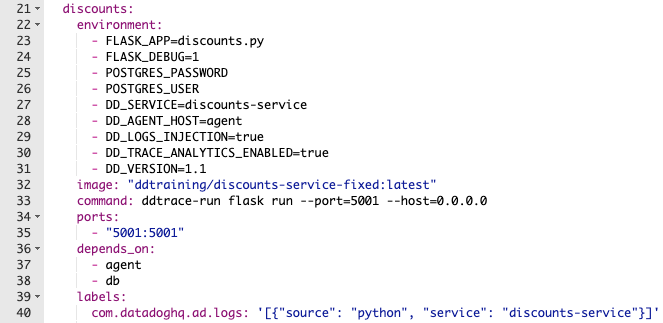 21 discounts:
22 environment:
23 - FLASK_APP=discounts.py
24 - FLASK_DEBUG=1
25 - POSTGRES_PASSWORD
26 - POSTGRES_USER
27 - DD_SERVICE=discounts-service
28 - DD_AGENT_HOST=agent
29 - DD_LOGS_INJECTION=true
30 - DD_TRACE_ANALYTICS_ENABLED=true
31 - DD_VERSION=1.1
32 image: "ddtraining/discounts-service-fixed:latest"
33 command: ddtrace-run flask run --port=5001 --host=0.0.0.0
34 ports:
35 - "5001:5001"
36 depends_on:
37 - agent
38 - db
39 labels:
40 com.datadoghq.ad.logs: '[{"source": "python", "service": "discounts-service"}]'